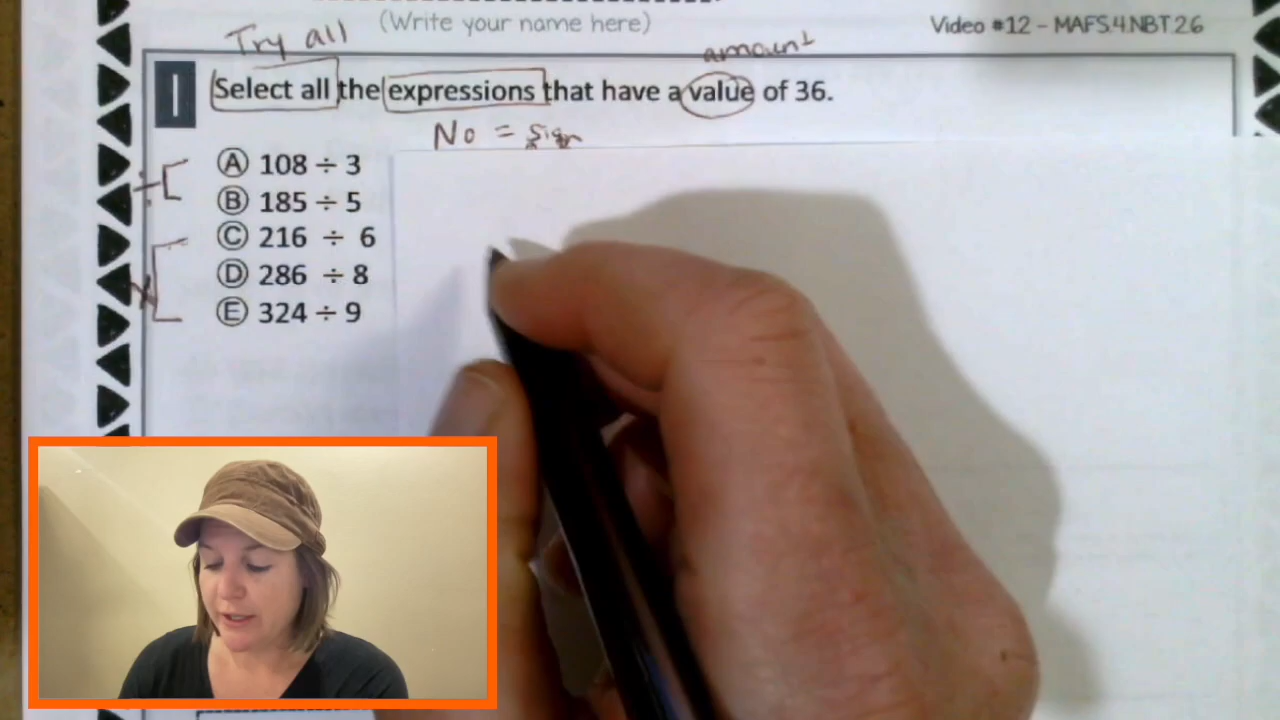 (Write your name here)
Video #12 - MAFS.4.NBT.2.6
Try all
amount
1 Select all the expressions that have a value of 36.
No = sign
÷
A 108 ÷ 3
B 185 ÷ 5
C 216 ÷ 6
x
D 286 ÷ 8
E 324 ÷ 9